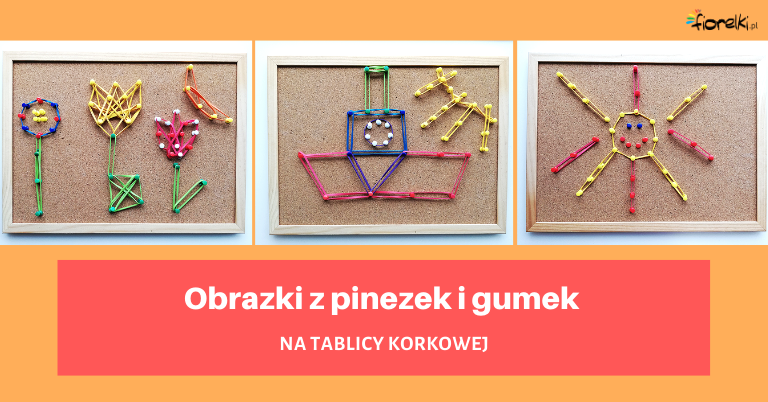 fiorelki.pl
Obrazki z pinezek i gumek
NA TABLICY KORKOWEJ